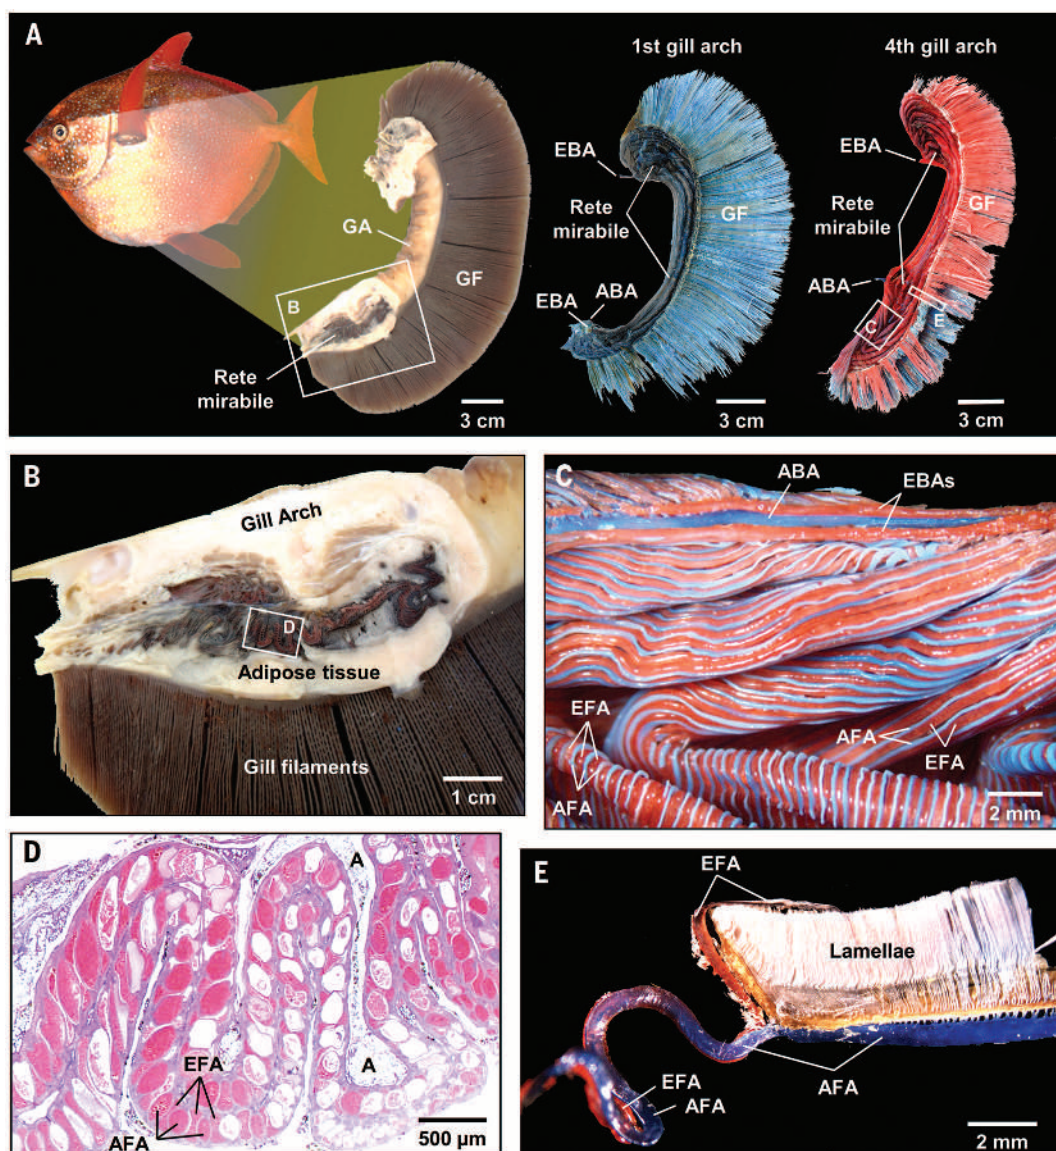 A
1st gill arch
4th gill arch
EBA
EBA
GA
Rete
mirabile
GF
Rete
mirabile
GF
GF
B
ABA
EBA
ABA
C
E
Rete
mirabile
3 cm
3 cm
3 cm
B
Gill Arch
D
Adipose tissue
Gill filaments
1 cm
C
ABA
EBAs
EFA
AFA
EFA
AFA
2 mm
D
A
A
EFA
AFA
500 µm
E
EFA
Lamellae
AFA
EFA
AFA
2 mm